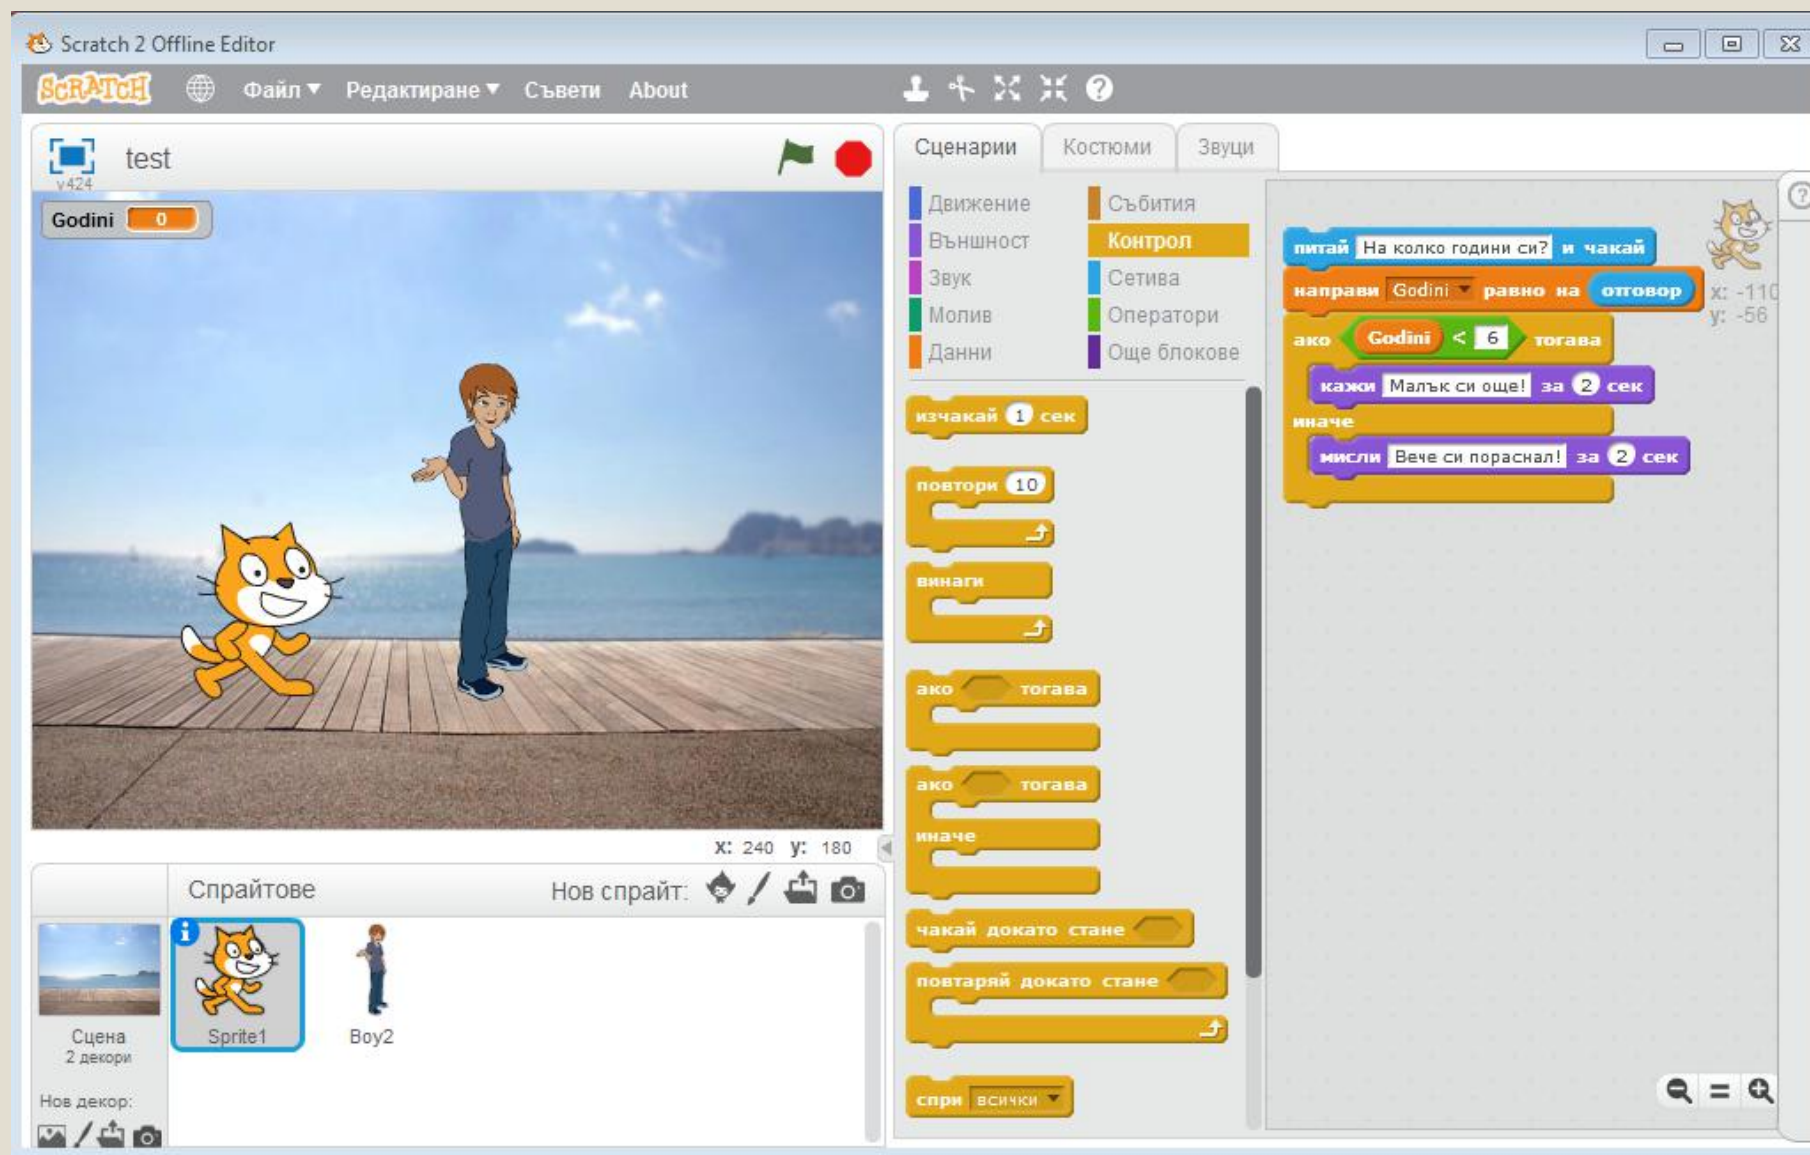 Scratch 2 Offline Editor
SCRATCH Файл Редактиране Съвети About
v424
test
Godini 0
x: 240 y: 180
Спрайтове Нов спрайт:
Сцена
2 декори
Sprite1
Boy2
Нов декор:
Сценарии Костюми Звуци
Движение
Външност
Звук
Молив
Данни
Събития
Контрол
Сетива
Оператори
Още блокове
изчакай 1 сек
повтори 10
винаги
ако тогава
ако тогава
иначе
чакай докато стане
повтаряй докато стане
спри всички
питай На колко години си? и чакай
направи Godini равно на отговор
ако Godini < 6 тогава
кажи Малък си още! за 2 сек
иначе
мисли Вече си пораснал! за 2 сек
x: -110
y: -56